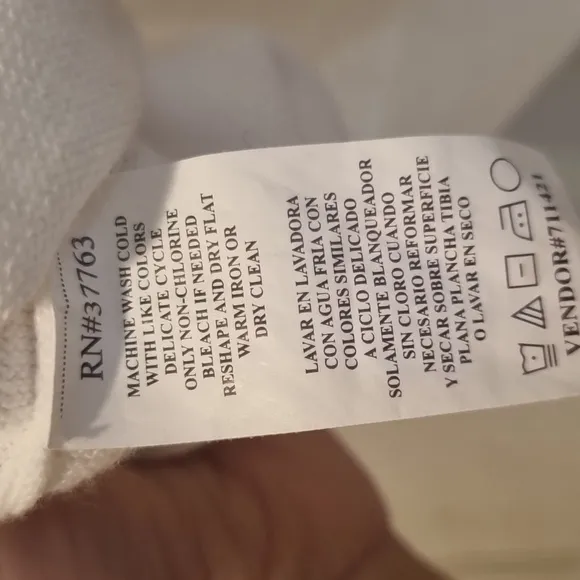 RN#37763
MACHINE WASH COLD
WITH LIKE COLORS
DELICATE CYCLE
ONLY NON-CHLORINE
BLEACH IF NEEDED
RESHAPE AND DRY FLAT
WARM IRON OR
DRY CLEAN
LAVAR EN LAVADORA
CON AGUA FRIA CON
COLORES SIMILARES
A CICLO DELICADO
SOLAMENTE BLANQUEADOR
SIN CLORO CUANDO
NECESARIO REFORMAR
Y SECAR SOBRE SUPERFICIE
PLANA PLANCHA TIBIA
O LAVAR EN SECO
VENDOR#711421